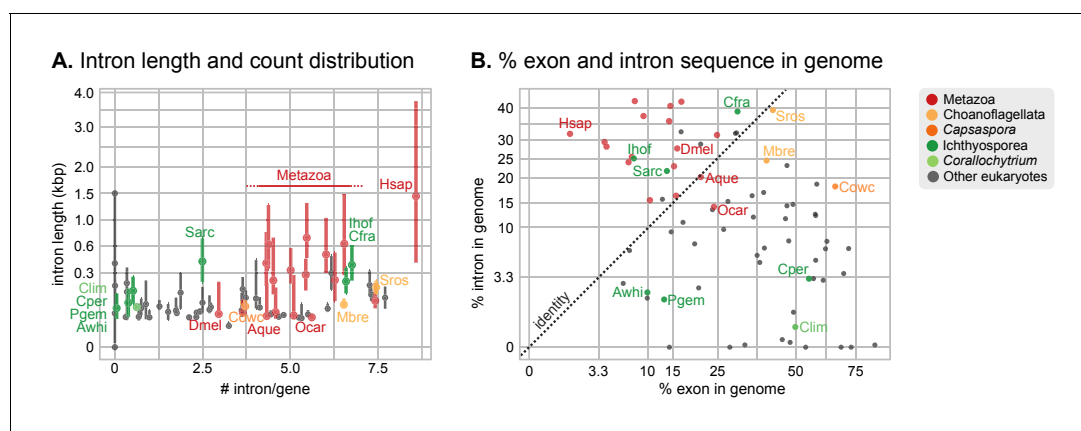 A. Intron length and count distribution
intron length (kbp)
4.0
3.0
2.0
1.5
1.0
0.6
0.3
0
Metazoa
Hsap
Sarc
Ihof
Cfra
Clim
Cper
Pgem
Awhi
Dmel
Cowc
Aque
Ocar
Mbre
Sros
0
2.5
5.0
7.5
# intron/gene
B. % exon and intron sequence in genome
% intron in genome
40
30
25
20
15
10
3.3
0
Cfra
Sros
Hsap
Ihof
Dmel
Mbre
Sarc
Aque
Cowc
Ocar
Cper
Awhi
Pgem
Clim
identity
0
3.3
10
15
25
50
75
% exon in genome
Metazoa
Choanoflagellata
Capsaspora
Ichthyosporea
Corallochytrium
Other eukaryotes